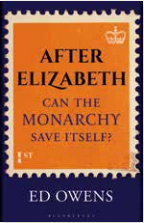 AFTER
ELIZABETH
CAN THE
MONARCHY
SAVE ITSELF?
1ST
ED OWENS
BLOOMSBURY